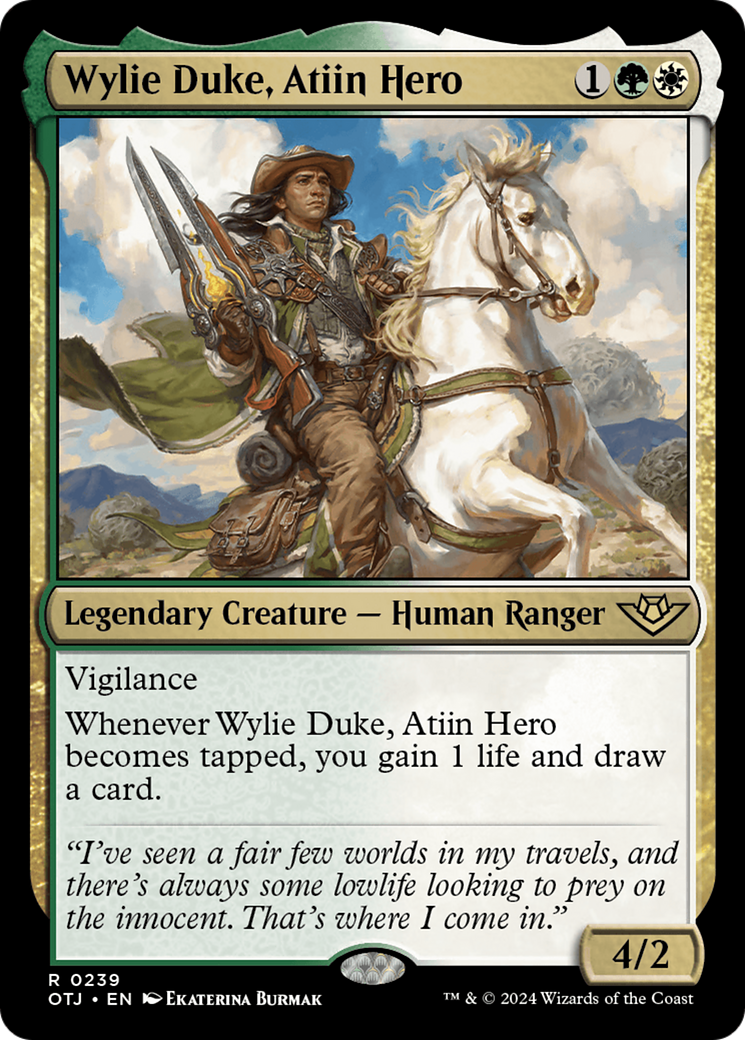 Wylie Duke, Atiin Hero 1
Legendary Creature — Human Ranger
Vigilance
Whenever Wylie Duke, Atiin Hero
becomes tapped, you gain 1 life and draw
a card.
“I’ve seen a fair few worlds in my travels, and
there’s always some lowlife looking to prey on
the innocent. That’s where I come in.”
4/2
R 0239
OTJ • EN Ekaterina Burmak
™ & © 2024 Wizards of the Coast